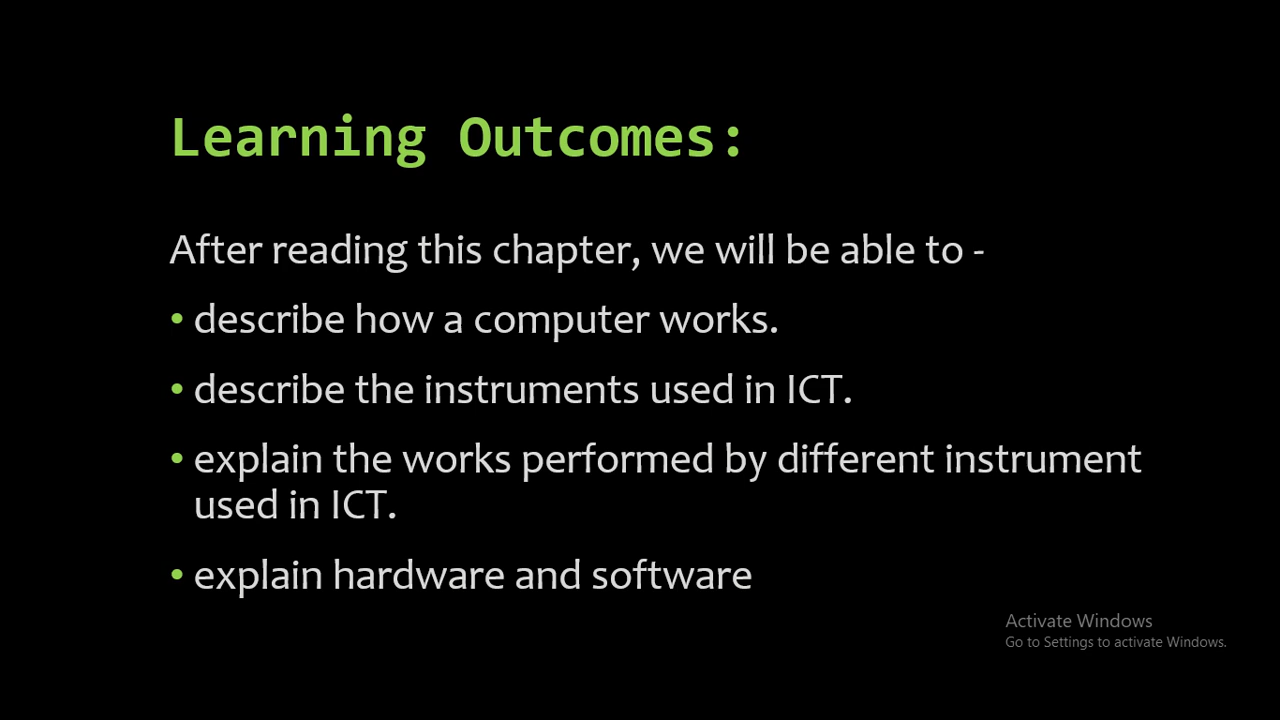 Learning Outcomes:
After reading this chapter, we will be able to -
• describe how a computer works.
• describe the instruments used in ICT.
• explain the works performed by different instrument
used in ICT.
• explain hardware and software
Activate Windows
Go to Settings to activate Windows.